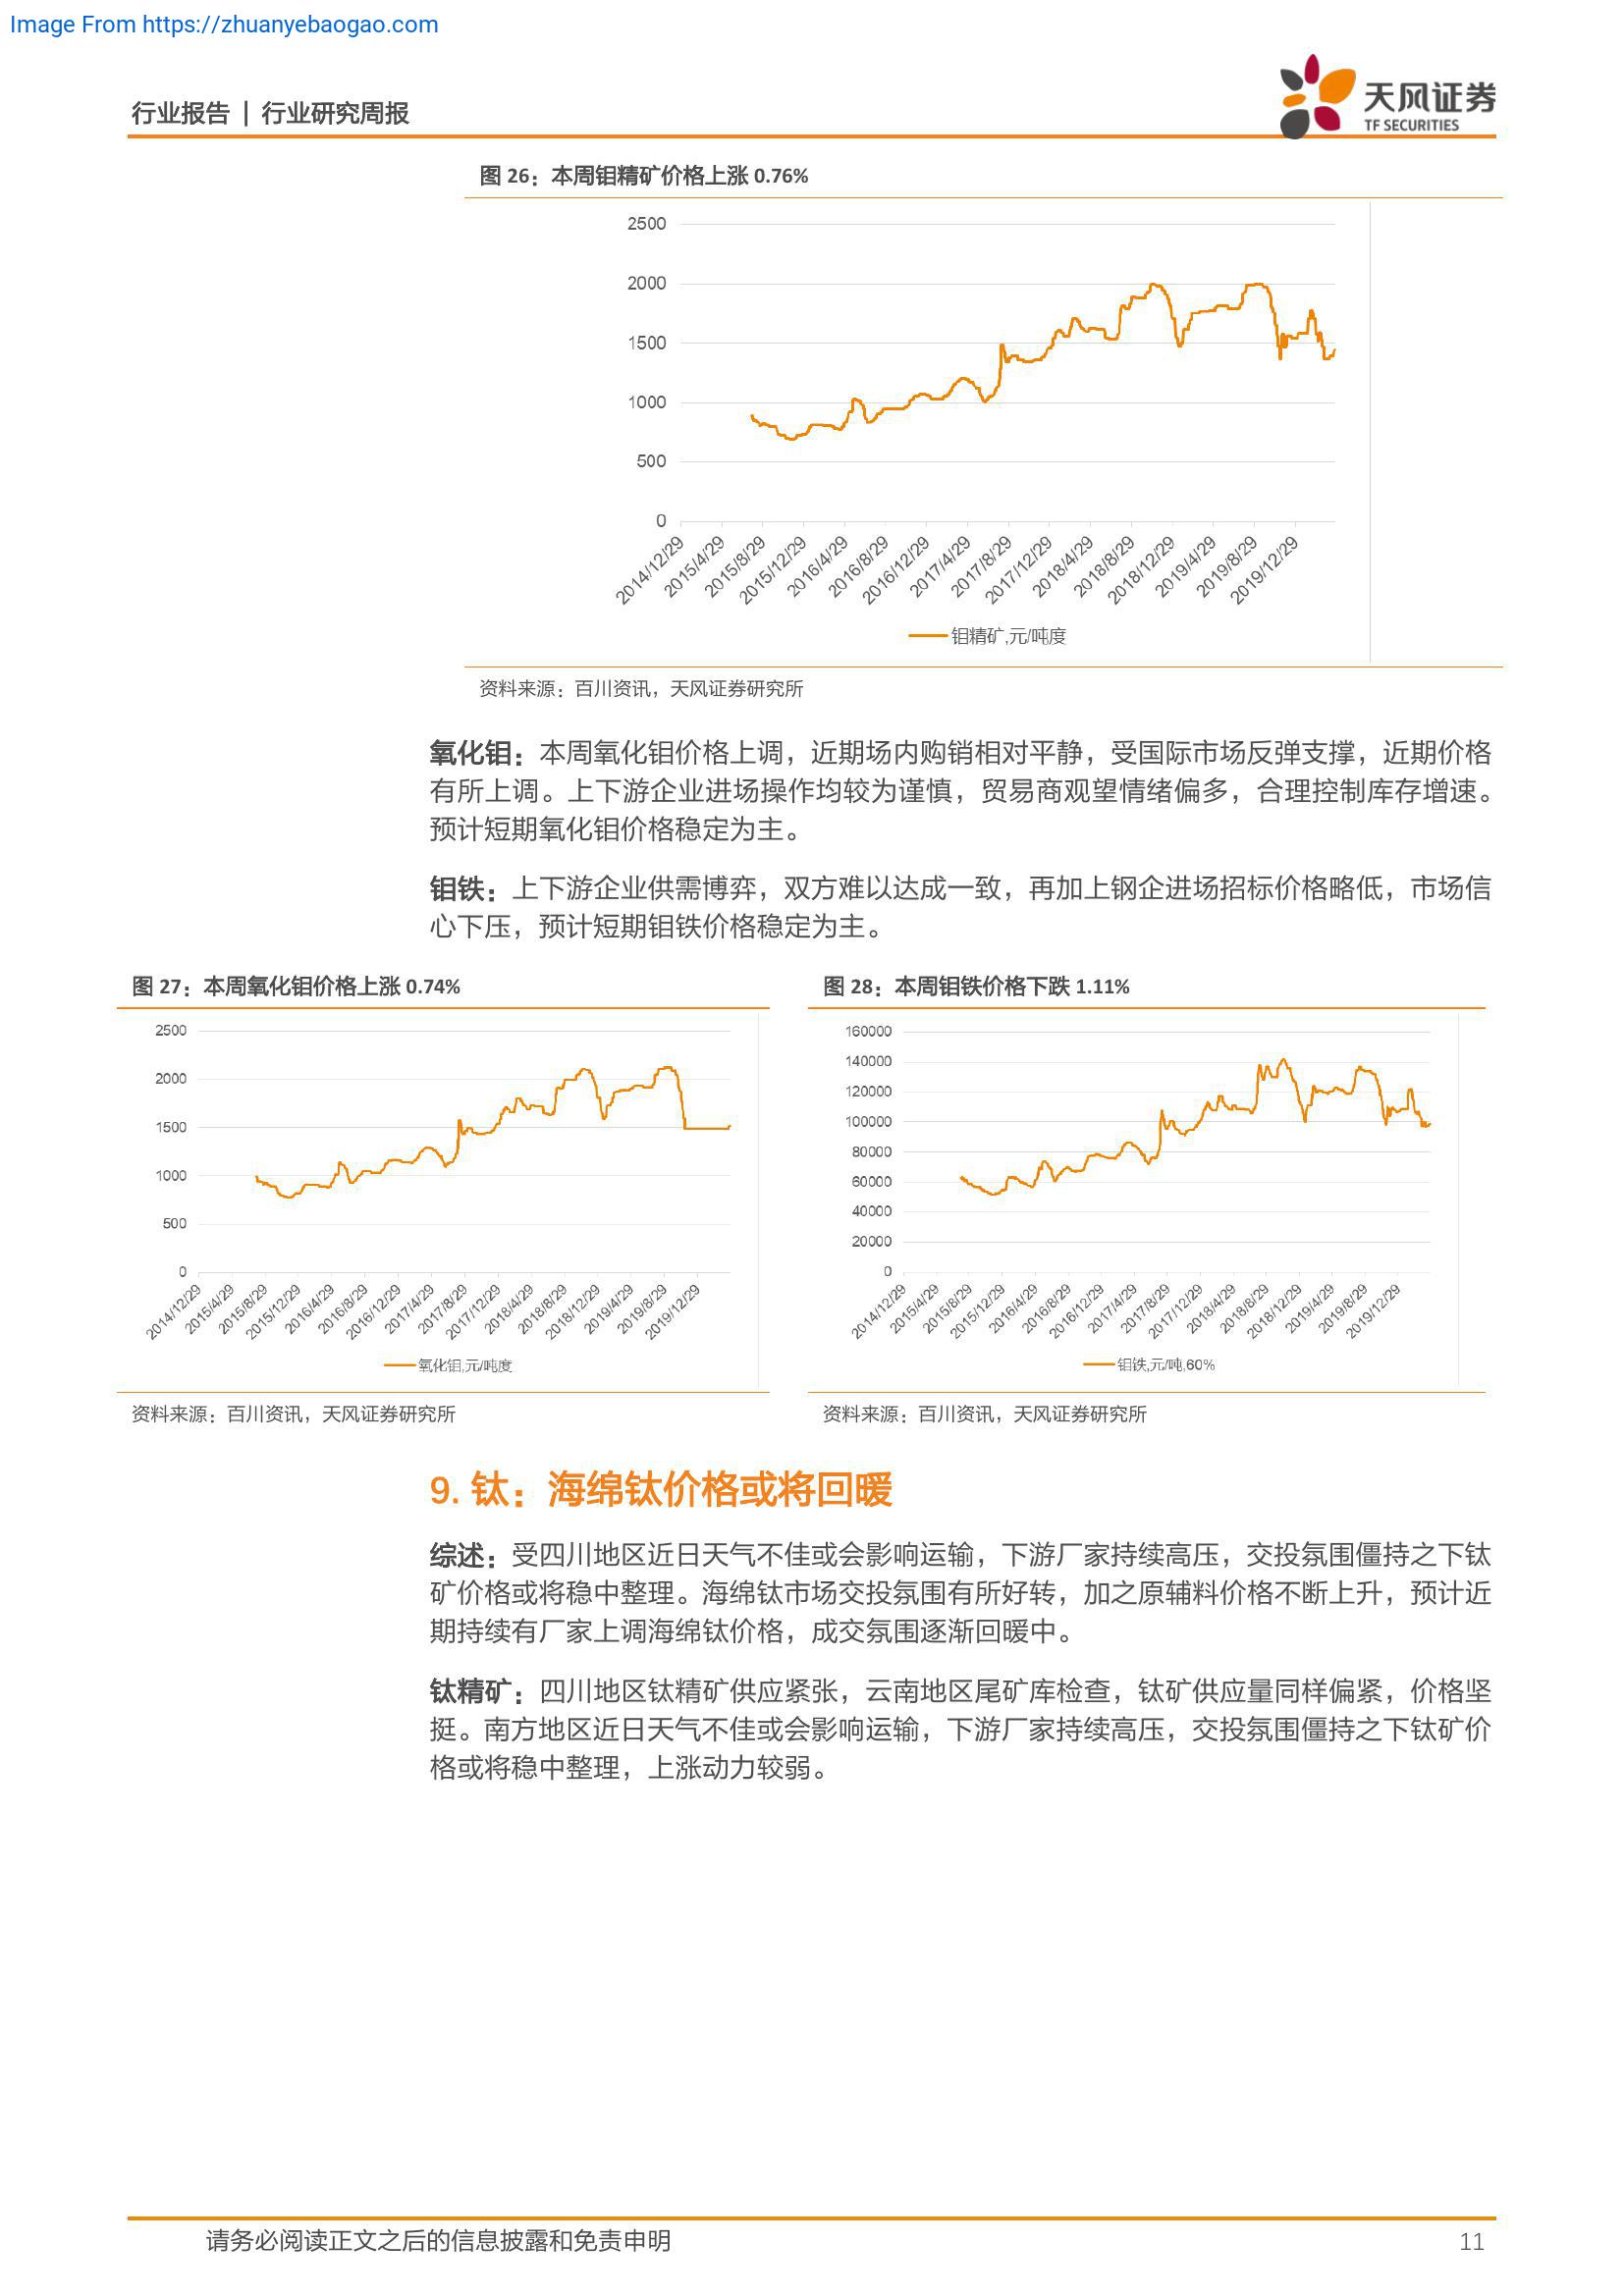 Image From https://zhuanyebaogao.com
行业报告 | 行业研究周报
天风证券
TF SECURITIES
图 26：本周钼精矿价格上涨 0.76%
2500
2000
1500
1000
500
0
2014/12/29
2015/4/29
2015/8/29
2015/12/29
2016/4/29
2016/8/29
2016/12/29
2017/4/29
2017/8/29
2017/12/29
2018/4/29
2018/8/29
2018/12/29
2019/4/29
2019/8/29
2019/12/29
钼精矿,元/吨度
资料来源：百川资讯，天风证券研究所
氧化钼：本周氧化钼价格上调，近期场内购销相对平静，受国际市场反弹支撑，近期价格
有所上调。上下游企业进场操作均较为谨慎，贸易商观望情绪偏多，合理控制库存增速。
预计短期氧化钼价格稳定为主。
钼铁：上下游企业供需博弈，双方难以达成一致，再加上钢企进场招标价格略低，市场信
心下压，预计短期钼铁价格稳定为主。
图 27：本周氧化钼价格上涨 0.74%
2500
2000
1500
1000
500
0
2014/12/29
2015/4/29
2015/8/29
2015/12/29
2016/4/29
2016/8/29
2016/12/29
2017/4/29
2017/8/29
2017/12/29
2018/4/29
2018/8/29
2018/12/29
2019/4/29
2019/8/29
2019/12/29
氧化钼,元/吨度
资料来源：百川资讯，天风证券研究所
图 28：本周钼铁价格下跌 1.11%
160000
140000
120000
100000
80000
60000
40000
20000
0
2014/12/29
2015/4/29
2015/8/29
2015/12/29
2016/4/29
2016/8/29
2016/12/29
2017/4/29
2017/8/29
2017/12/29
2018/4/29
2018/8/29
2018/12/29
2019/4/29
2019/8/29
2019/12/29
钼铁,元/吨,60%
资料来源：百川资讯，天风证券研究所
9. 钛：海绵钛价格或将回暖
综述：受四川地区近日天气不佳或会影响运输，下游厂家持续高压，交投氛围僵持之下钛
矿价格或将稳中整理。海绵钛市场交投氛围有所好转，加之原辅料价格不断上升，预计近
期持续有厂家上调海绵钛价格，成交氛围逐渐回暖中。
钛精矿：四川地区钛精矿供应紧张，云南地区尾矿库检查，钛矿供应量同样偏紧，价格坚
挺。南方地区近日天气不佳或会影响运输，下游厂家持续高压，交投氛围僵持之下钛矿价
格或将稳中整理，上涨动力较弱。
请务必阅读正文之后的信息披露和免责申明
11